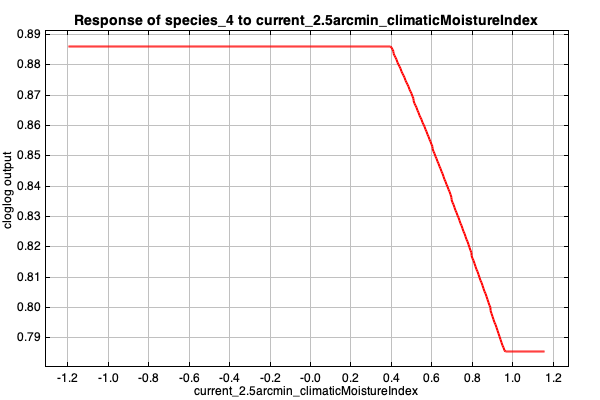 Response of species_4 to current_2.5arcmin_climaticMoistureIndex
0.89
0.88
0.87
0.86
0.85
0.84
0.83
0.82
0.81
0.80
0.79
cloglog output
-1.2 -1.0 -0.8 -0.6 -0.4 -0.2 -0.0 0.2 0.4 0.6 0.8 1.0 1.2
current_2.5arcmin_climaticMoistureIndex